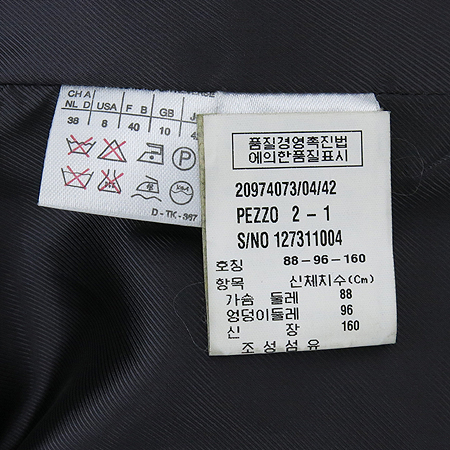 CH A
NL D USA F B GB J
38 8 40 10 4
P
D - TK - 967
품질경영촉진법
에의한품질표시
20974073/04/42
PEZZO 2 - 1
S/NO 127311004
호칭 88-96-160
항목 신체치수(Cm)
가슴 둘레 88
엉덩이둘레 96
신 장 160
조성섬유